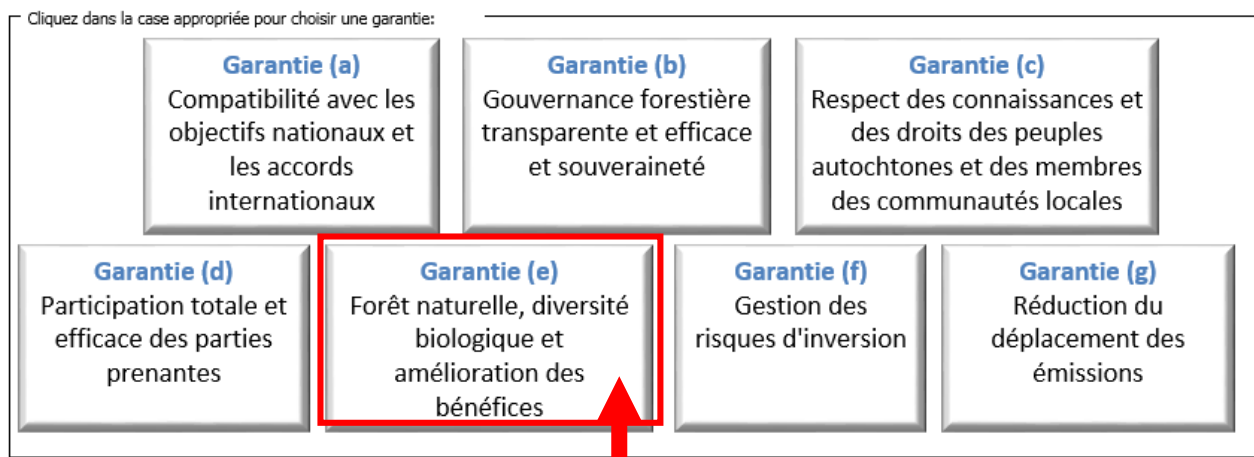 Cliquez dans la case appropriée pour choisir une garantie:
Garantie (a)
Compatibilité avec les
objectifs nationaux et
les accords
internationaux
Garantie (b)
Gouvernance forestière
transparente et efficace
et souveraineté
Garantie (c)
Respect des connaissances et
des droits des peuples
autochtones et des membres
des communautés locales
Garantie (d)
Participation totale et
efficace des parties
prenantes
Garantie (e)
Forêt naturelle, diversité
biologique et
amélioration des
bénéfices
Garantie (f)
Gestion des
risques d'inversion
Garantie (g)
Réduction du
déplacement des
émissions